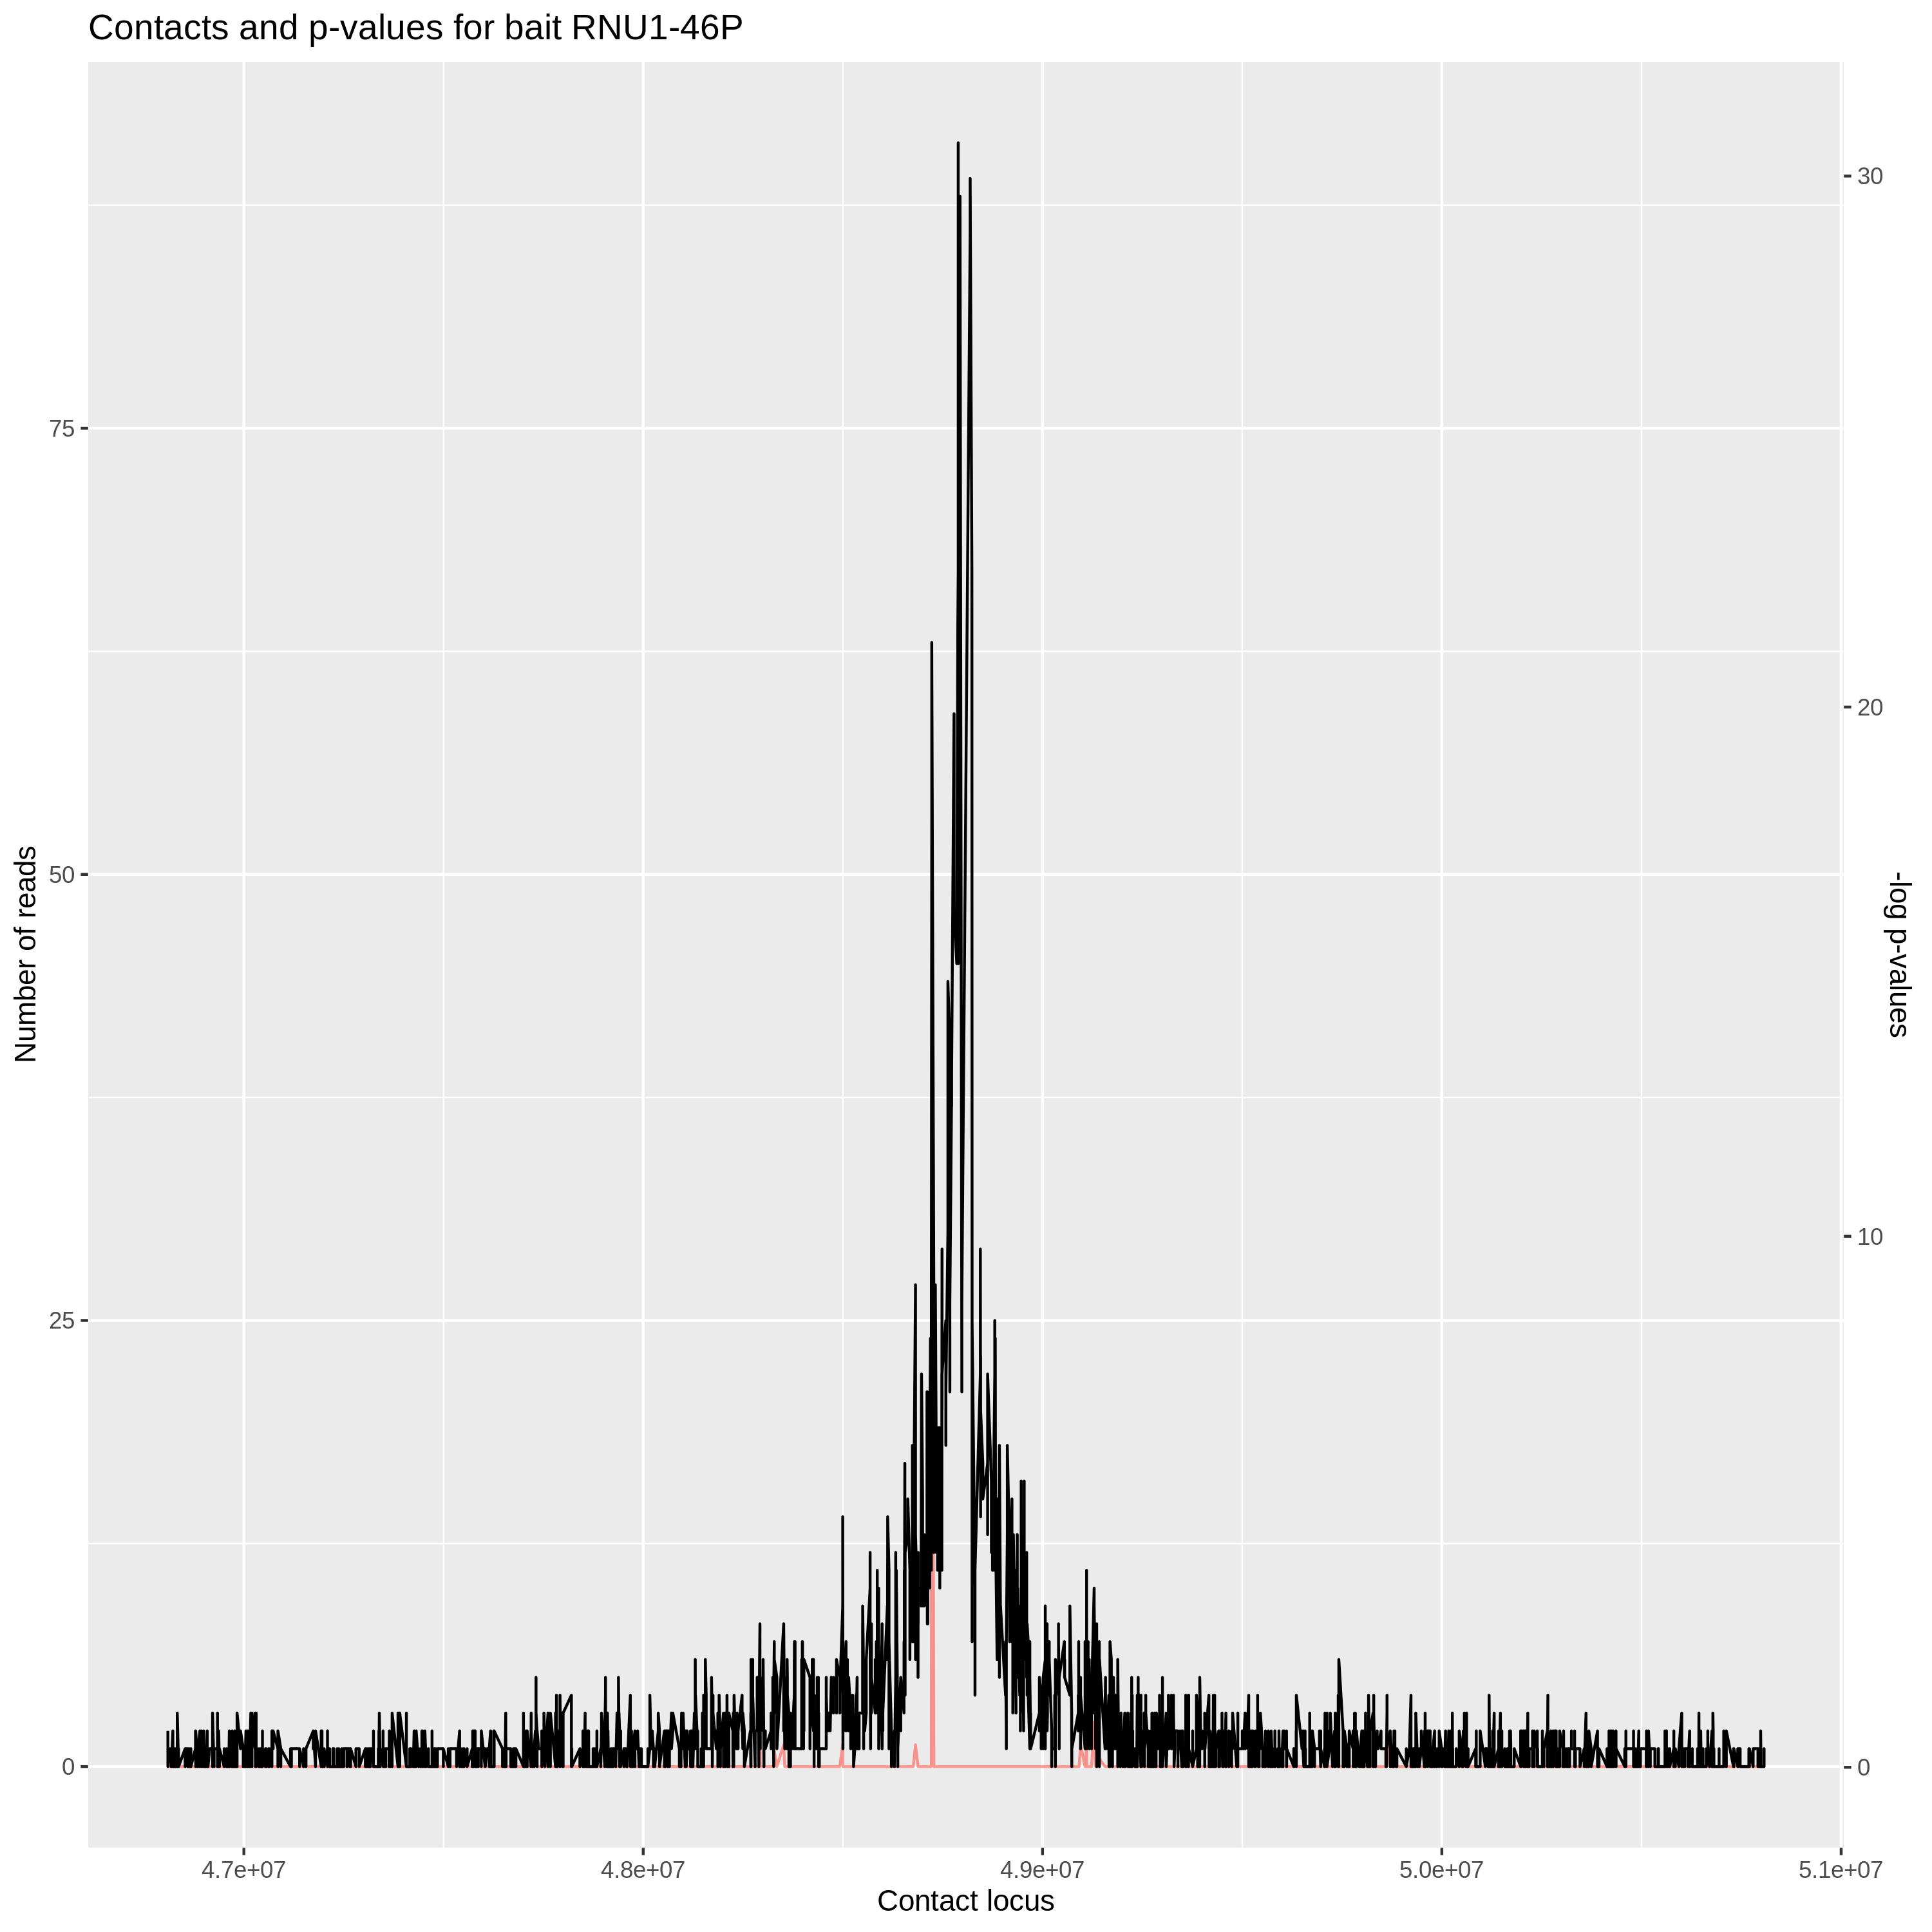 Contacts and p-values for bait RNU1-46P
Number of reads
75
50
25
0
30
20
10
0
-log p-values
4.7e+07 4.8e+07 4.9e+07 5.0e+07 5.1e+07
Contact locus